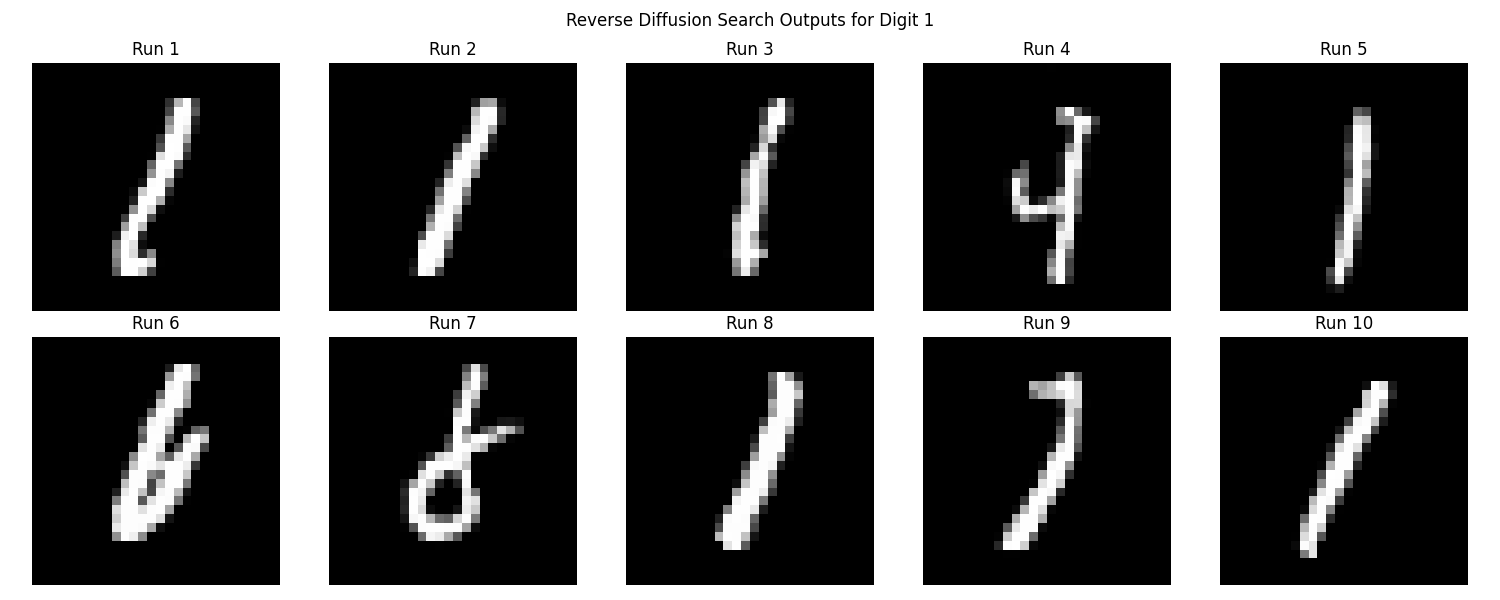 Reverse Diffusion Search Outputs for Digit 1
Run 1 Run 2 Run 3 Run 4 Run 5
Run 6 Run 7 Run 8 Run 9 Run 10